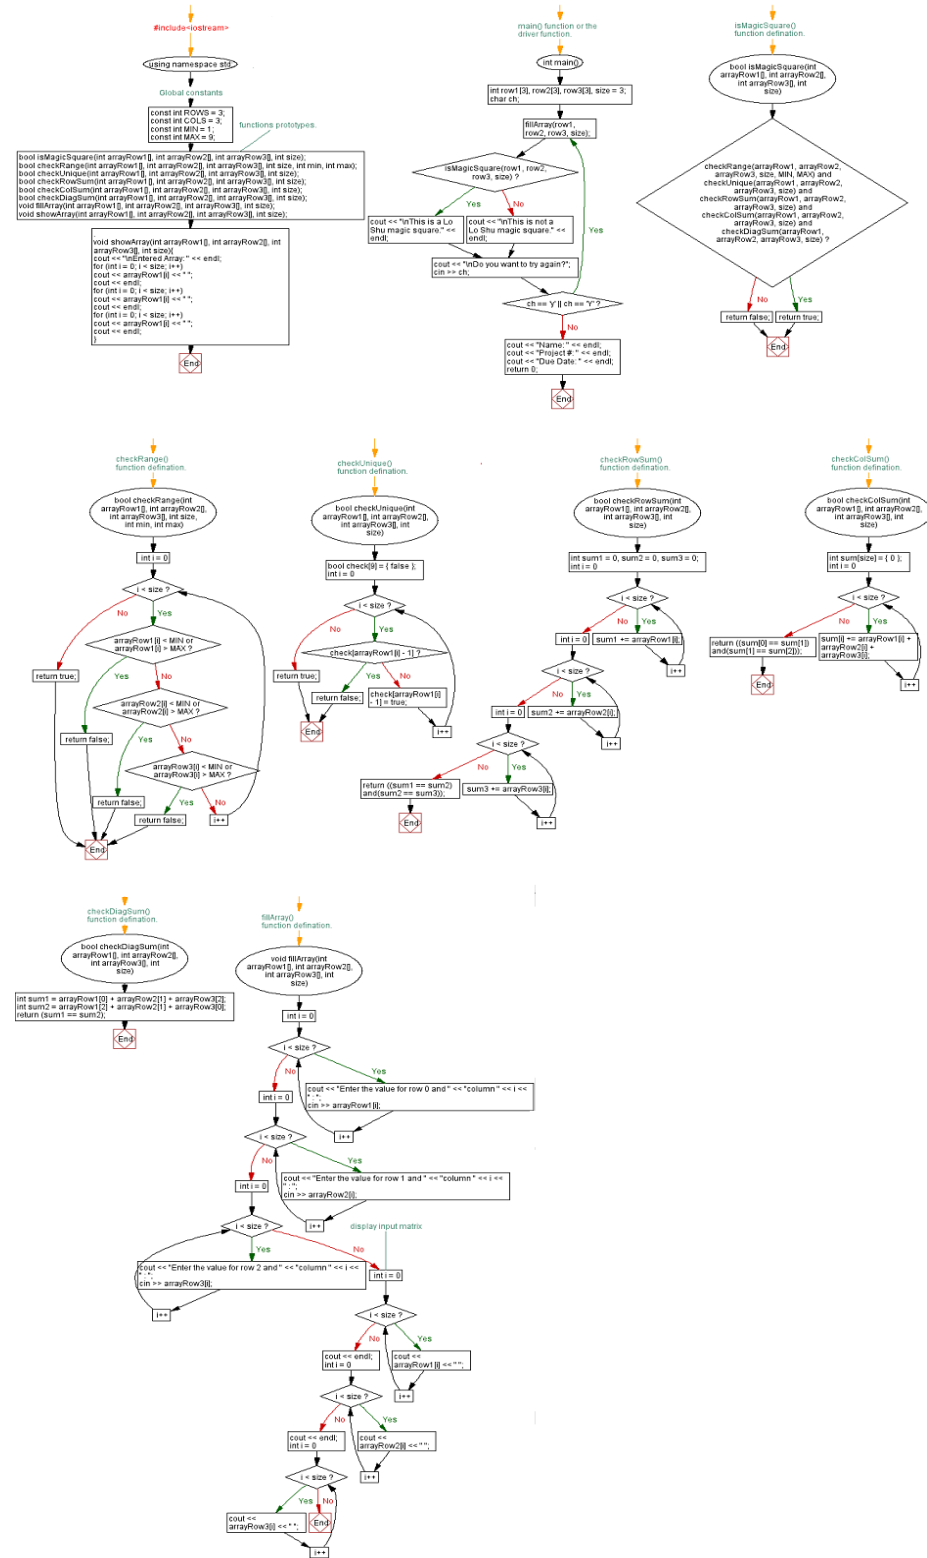 #include<iostream>
using namespace std;
Global constants
const int ROWS = 3;
const int COLS = 3;
const int MIN = 1;
const int MAX = 9;
functions prototypes.
bool isMagicSquare(int arrayRow1[], int arrayRow2[], int arrayRow3[], int size);
bool checkRange(int arrayRow1[], int arrayRow2[], int arrayRow3[], int size, int min, int max);
bool checkUnique(int arrayRow1[], int arrayRow2[], int arrayRow3[], int size);
bool checkRowSum(int arrayRow1[], int arrayRow2[], int arrayRow3[], int size);
bool checkColSum(int arrayRow1[], int arrayRow2[], int arrayRow3[], int size);
bool checkDiagSum(int arrayRow1[], int arrayRow2[], int arrayRow3[], int size);
void fillArray(int arrayRow1[], int arrayRow2[], int arrayRow3[], int size);
void showArray(int arrayRow1[], int arrayRow2[], int arrayRow3[], int size);
void showArray(int arrayRow1[], int arrayRow2[], int
arrayRow3[], int size){
cout << "\nEntered Array: " << endl;
for (int i = 0; i < size; i++)
cout << arrayRow1[i] << " ";
cout << endl;
for (int i = 0; i < size; i++)
cout << arrayRow1[i] << " ";
cout << endl;
for (int i = 0; i < size; i++)
cout << arrayRow1[i] << " ";
cout << endl;
}
End
main() function or the
driver function.
int main()
int row1[3], row2[3], row3[3], size = 3;
char ch;
fillArray(row1,
row2, row3, size);
isMagicSquare(row1, row2,
row3, size) ?
Yes
No
cout << "\nThis is a Lo
Shu magic square." <<
endl;
cout << "\nThis is not a
Lo Shu magic square." <<
endl;
Yes
cout << "\nDo you want to try again?";
cin >> ch;
ch == 'y' || ch == 'Y' ?
No
cout << "Name: " << endl;
cout << "Project #: " << endl;
cout << "Due Date: " << endl;
return 0;
End
isMagicSquare()
function defination.
bool isMagicSquare(int
arrayRow1[], int arrayRow2[],
int arrayRow3[], int
size)
checkRange(arrayRow1, arrayRow2,
arrayRow3, size, MIN, MAX) and
checkUnique(arrayRow1, arrayRow2,
arrayRow3, size) and
checkRowSum(arrayRow1, arrayRow2,
arrayRow3, size) and
checkColSum(arrayRow1, arrayRow2,
arrayRow3, size) and
checkDiagSum(arrayRow1,
arrayRow2, arrayRow3, size) ?
No
Yes
return false;
return true;
End
checkRange()
function defination.
bool checkRange(int
arrayRow1[], int arrayRow2[],
int arrayRow3[], int size,
int min, int max)
int i = 0
i < size ?
No
Yes
arrayRow1[i] < MIN or
arrayRow1[i] > MAX ?
return true;
Yes
No
arrayRow2[i] < MIN or
arrayRow2[i] > MAX ?
return false;
Yes
No
arrayRow3[i] < MIN or
arrayRow3[i] > MAX ?
return false;
Yes
No
return false;
i++
End
checkUnique()
function defination.
bool checkUnique(int
arrayRow1[], int arrayRow2[],
int arrayRow3[], int
size)
bool check[9] = { false };
int i = 0
i < size ?
No
Yes
check[arrayRow1[i] - 1] ?
return true;
Yes
No
return false;
check[arrayRow1[i]
- 1] = true;
End
i++
checkRowSum()
function defination.
bool checkRowSum(int
arrayRow1[], int arrayRow2[],
int arrayRow3[], int
size)
int sum1 = 0, sum2 = 0, sum3 = 0;
int i = 0
i < size ?
No
Yes
int i = 0
sum1 += arrayRow1[i];
i < size ?
i++
No
Yes
int i = 0
sum2 += arrayRow2[i];
i < size ?
i++
No
Yes
return ((sum1 == sum2)
and(sum2 == sum3));
sum3 += arrayRow3[i];
End
i++
checkColSum()
function defination.
bool checkColSum(int
arrayRow1[], int arrayRow2[],
int arrayRow3[], int
size)
int sum[size] = { 0 };
int i = 0
i < size ?
No
Yes
return ((sum[0] == sum[1])
and(sum[1] == sum[2]));
sum[i] += arrayRow1[i] +
arrayRow2[i] +
arrayRow3[i];
End
i++
checkDiagSum()
function defination.
bool checkDiagSum(int
arrayRow1[], int arrayRow2[],
int arrayRow3[], int
size)
int sum1 = arrayRow1[0] + arrayRow2[1] + arrayRow3[2];
int sum2 = arrayRow1[2] + arrayRow2[1] + arrayRow3[0];
return (sum1 == sum2);
End
fillArray()
function defination.
void fillArray(int
arrayRow1[], int arrayRow2[],
int arrayRow3[], int
size)
int i = 0
i < size ?
No
Yes
cout << "Enter the value for row 0 and " << "column " << i <<
" : ";
cin >> arrayRow1[i];
int i = 0
i++
i < size ?
No
Yes
cout << "Enter the value for row 1 and " << "column " << i <<
" : ";
cin >> arrayRow2[i];
int i = 0
i++
i < size ?
display input matrix
Yes
No
cout << "Enter the value for row 2 and " << "column " << i <<
" : ";
cin >> arrayRow3[i];
int i = 0
i++
i < size ?
No
Yes
cout << endl;
int i = 0
cout <<
arrayRow1[i] << " ";
i++
i < size ?
No
Yes
cout << endl;
int i = 0
cout <<
arrayRow2[i] << " ";
i++
i < size ?
Yes
No
cout <<
arrayRow3[i] << " ";
End
i++